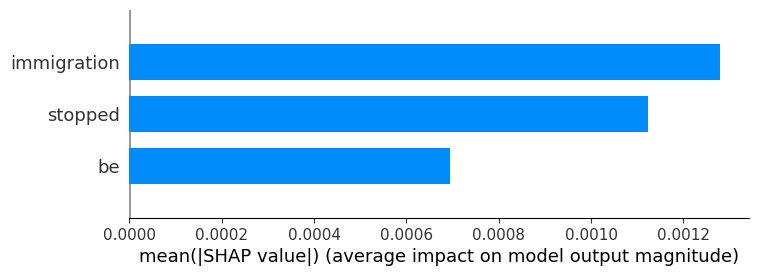 immigration
stopped
be
0.0000 0.0002 0.0004 0.0006 0.0008 0.0010 0.0012
mean(|SHAP value|) (average impact on model output magnitude)